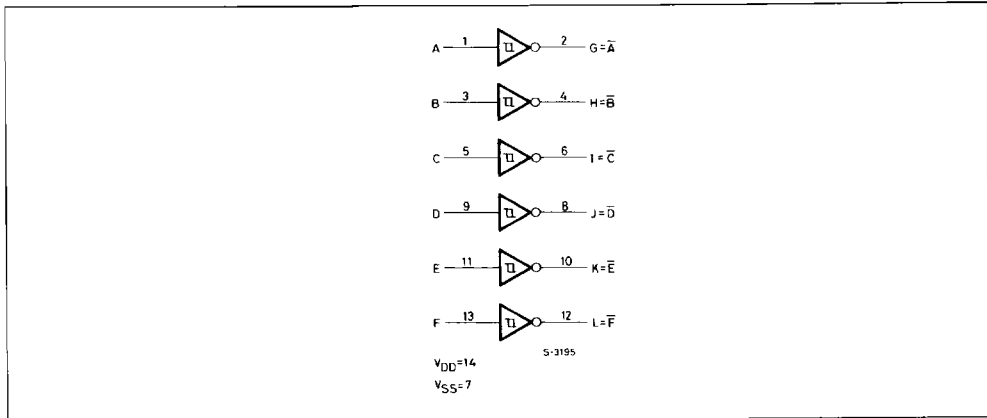 A 1 U 2 G=A̅
B 3 U 4 H=B̅
C 5 U 6 I=C̅
D 9 U 8 J=D̅
E 11 U 10 K=E̅
F 13 U 12 L=F̅
S-3195
VDD=14
VSS=7